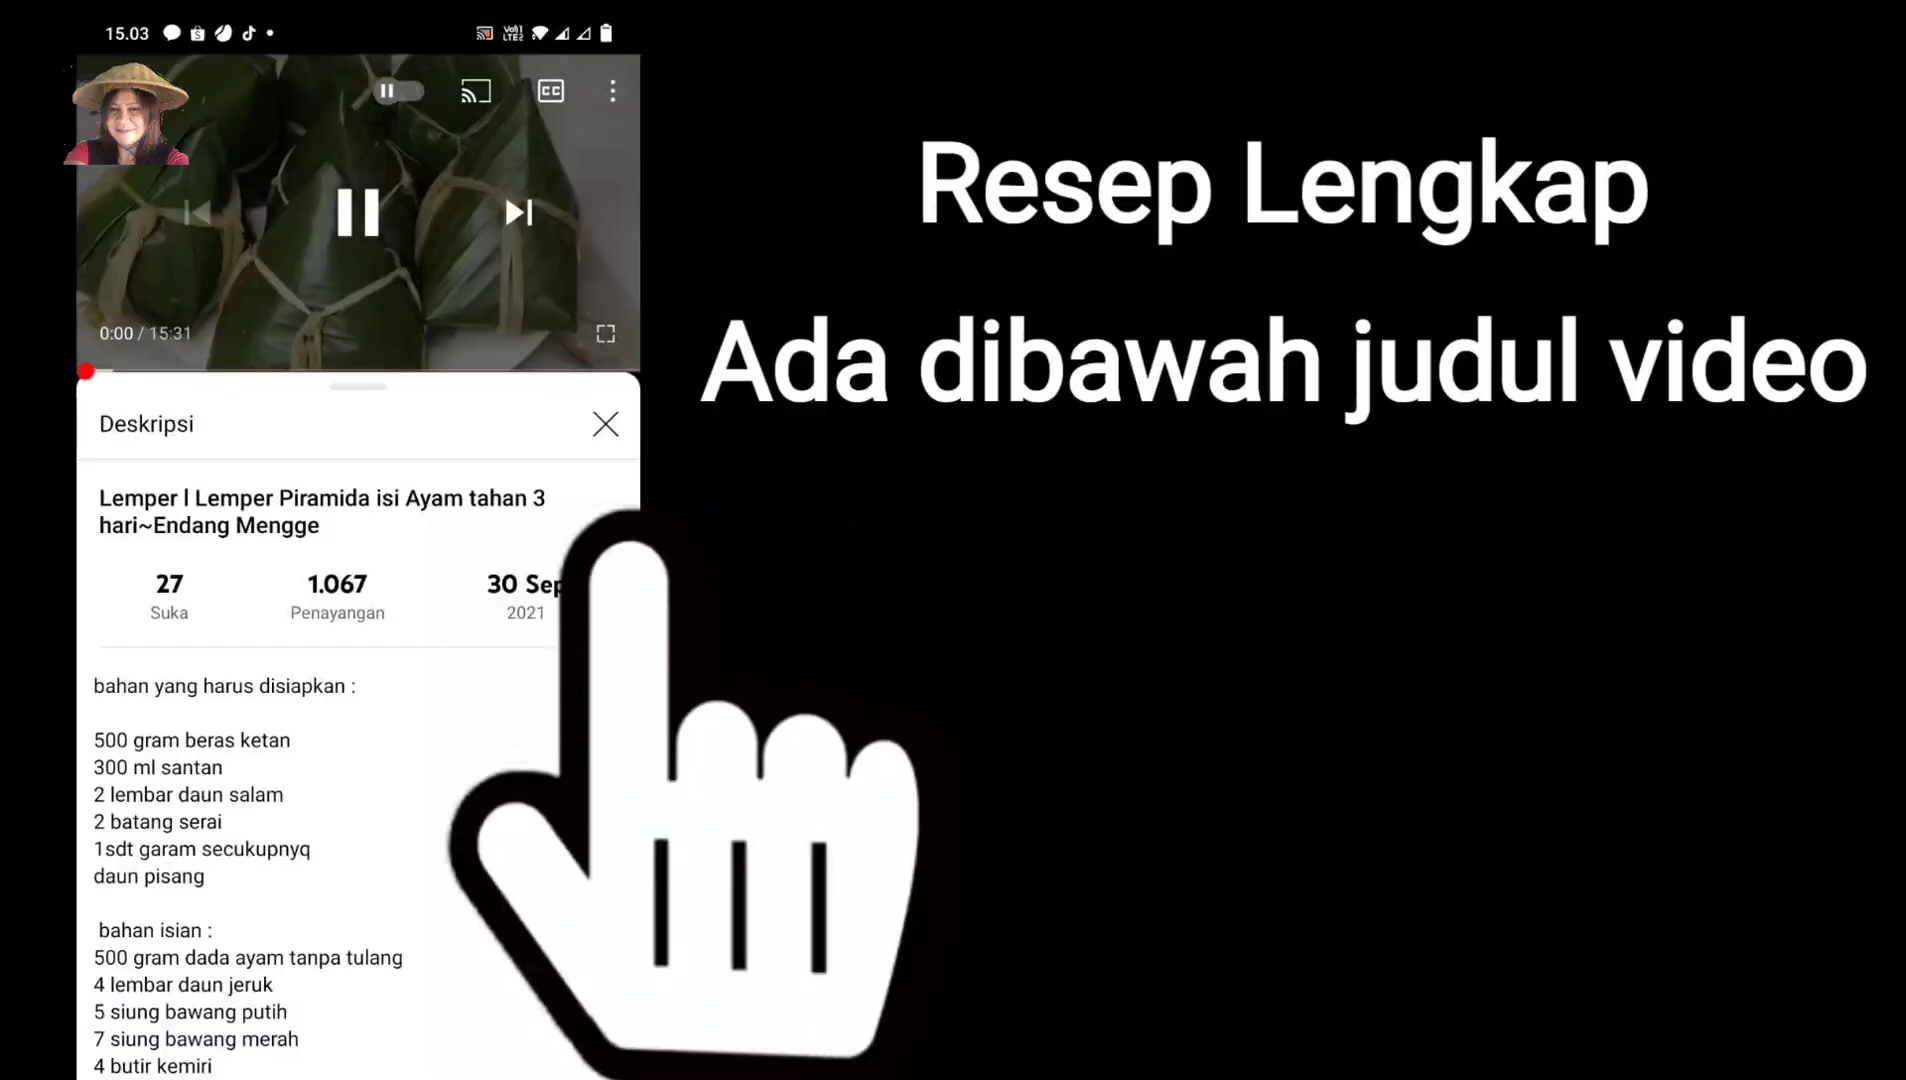 15.03
Vo)) 1
LTE2
CC
Resep Lengkap
Ada dibawah judul video
0:00 / 15:31
Deskripsi
Lemper l Lemper Piramida isi Ayam tahan 3
hari~Endang Mengge
27 1.067 30 Sep
Suka Penayangan 2021
bahan yang harus disiapkan :
500 gram beras ketan
300 ml santan
2 lembar daun salam
2 batang serai
1sdt garam secukupnyq
daun pisang
bahan isian :
500 gram dada ayam tanpa tulang
4 lembar daun jeruk
5 siung bawang putih
7 siung bawang merah
4 butir kemiri